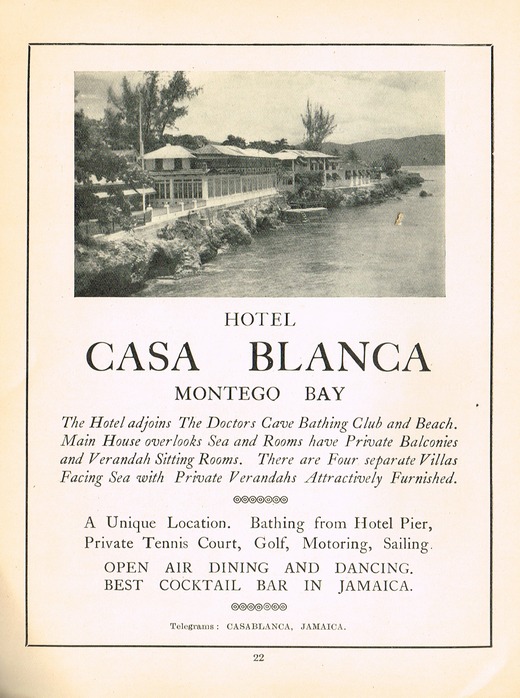 HOTEL
CASA BLANCA
MONTEGO BAY
The Hotel adjoins The Doctors Cave Bathing Club and Beach.
Main House overlooks Sea and Rooms have Private Balconies
and Verandah Sitting Rooms. There are Four separate Villas
Facing Sea with Private Verandahs Attractively Furnished.
A Unique Location. Bathing from Hotel Pier,
Private Tennis Court, Golf, Motoring, Sailing.
OPEN AIR DINING AND DANCING.
BEST COCKTAIL BAR IN JAMAICA.
Telegrams: CASABLANCA, JAMAICA.
22